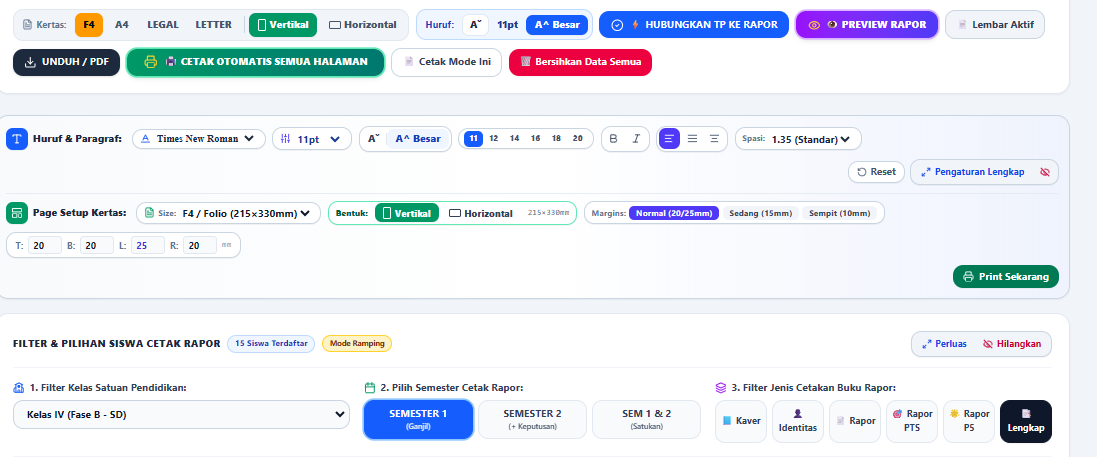 Kertas: F4 A4 LEGAL LETTER Vertikal Horizontal Huruf: Aˇ 11pt A^ Besar HUBUNGKAN TP KE RAPOR PREVIEW RAPOR Lembar Aktif
UNDUH / PDF CETAK OTOMATIS SEMUA HALAMAN Cetak Mode Ini Bersihkan Data Semua
T Huruf & Paragraf: A Times New Roman 11pt Aˇ A^ Besar 11 12 14 16 18 20 B I Spasi: 1.35 (Standar)
Reset Pengaturan Lengkap
Page Setup Kertas: Size: F4 / Folio (215×330mm) Bentuk: Vertikal Horizontal 215×330mm Margins: Normal (20/25mm) Sedang (15mm) Sempit (10mm)
T: 20 B: 20 L: 25 R: 20 mm
Print Sekarang
FILTER & PILIHAN SISWA CETAK RAPOR 15 Siswa Terdaftar Mode Ramping Perluas Hilangkan
1. Filter Kelas Satuan Pendidikan: 2. Pilih Semester Cetak Rapor: 3. Filter Jenis Cetakan Buku Rapor:
Kelas IV (Fase B - SD)
SEMESTER 1 SEMESTER 2 SEM 1 & 2
(Ganjil) (+ Keputusan) (Satukan)
Kaver Identitas Rapor Rapor PTS Rapor P5 Lengkap